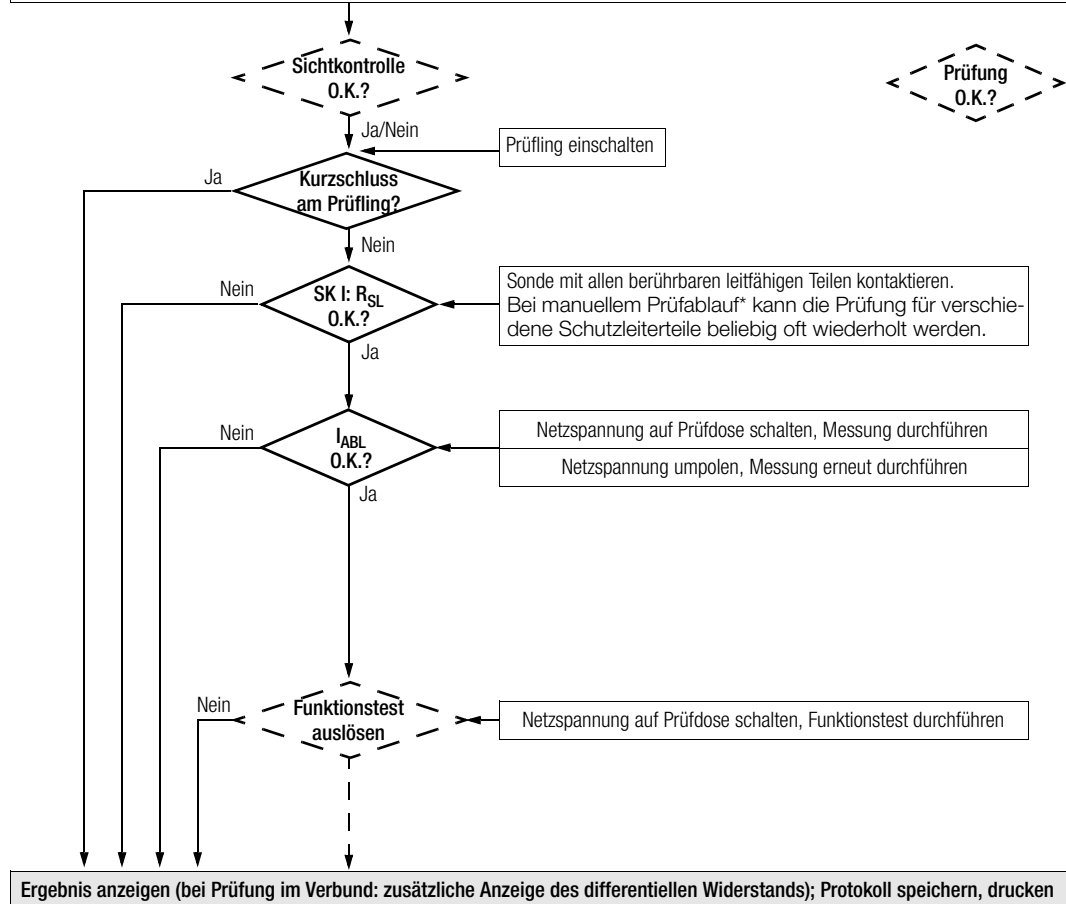 Sichtkontrolle
O.K.?
Prüfung
O.K.?
Ja/Nein
Prüfling einschalten
Ja
Kurzschluss
am Prüfling?
Nein
Nein
SK I: RSL
O.K.?
Sonde mit allen berührbaren leitfähigen Teilen kontaktieren.
Bei manuellem Prüfablauf* kann die Prüfung für verschie-
dene Schutzleiterteile beliebig oft wiederholt werden.
Ja
Nein
IABL
O.K.?
Netzspannung auf Prüfdose schalten, Messung durchführen
Netzspannung umpolen, Messung erneut durchführen
Ja
Nein
Funktionstest
auslösen
Netzspannung auf Prüfdose schalten, Funktionstest durchführen
Ergebnis anzeigen (bei Prüfung im Verbund: zusätzliche Anzeige des differentiellen Widerstands); Protokoll speichern, drucken